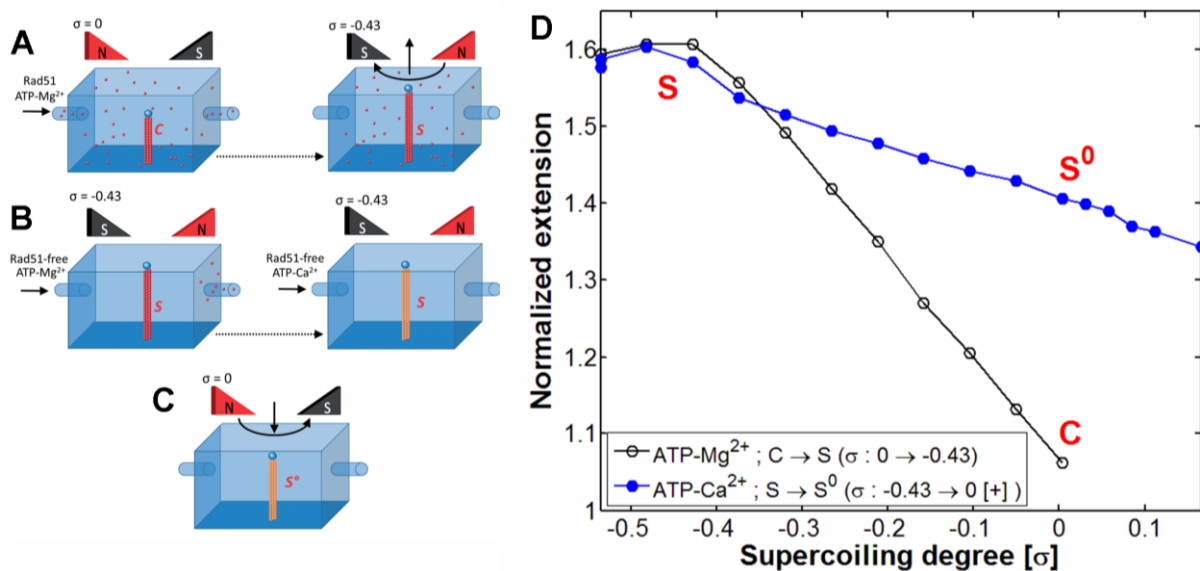 A
σ = 0
N
S
Rad51
ATP-Mg²⁺
C
σ = -0.43
S
N
S
B
σ = -0.43
S
N
Rad51-free
ATP-Mg²⁺
S
σ = -0.43
S
N
Rad51-free
ATP-Ca²⁺
S
C
σ = 0
N
S
S°
D
Normalized extension
1.6
1.5
1.4
1.3
1.2
1.1
1
S
S⁰
C
ATP-Mg²⁺ ; C → S (σ : 0 → -0.43)
ATP-Ca²⁺ ; S → S⁰ (σ : -0.43 → 0 [+] )
-0.5 -0.4 -0.3 -0.2 -0.1 0 0.1
Supercoiling degree [σ]